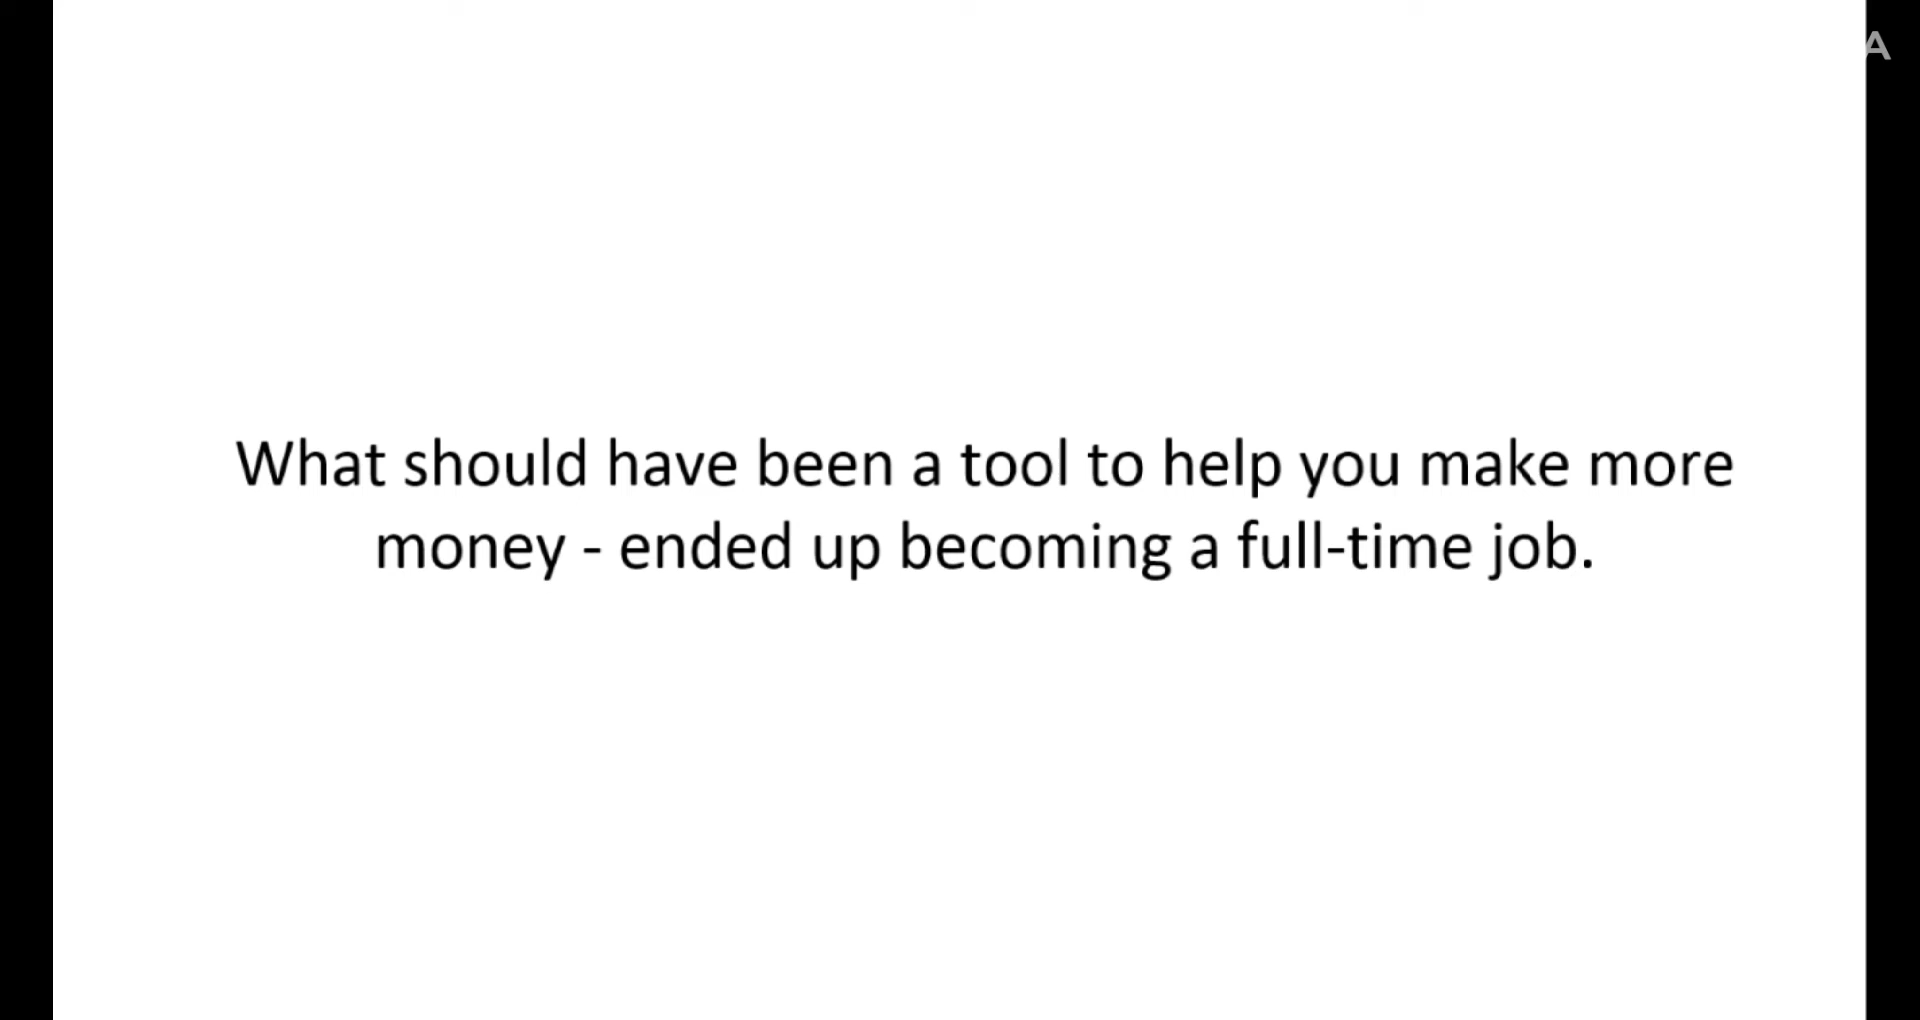 A
What should have been a tool to help you make more
money - ended up becoming a full-time job.